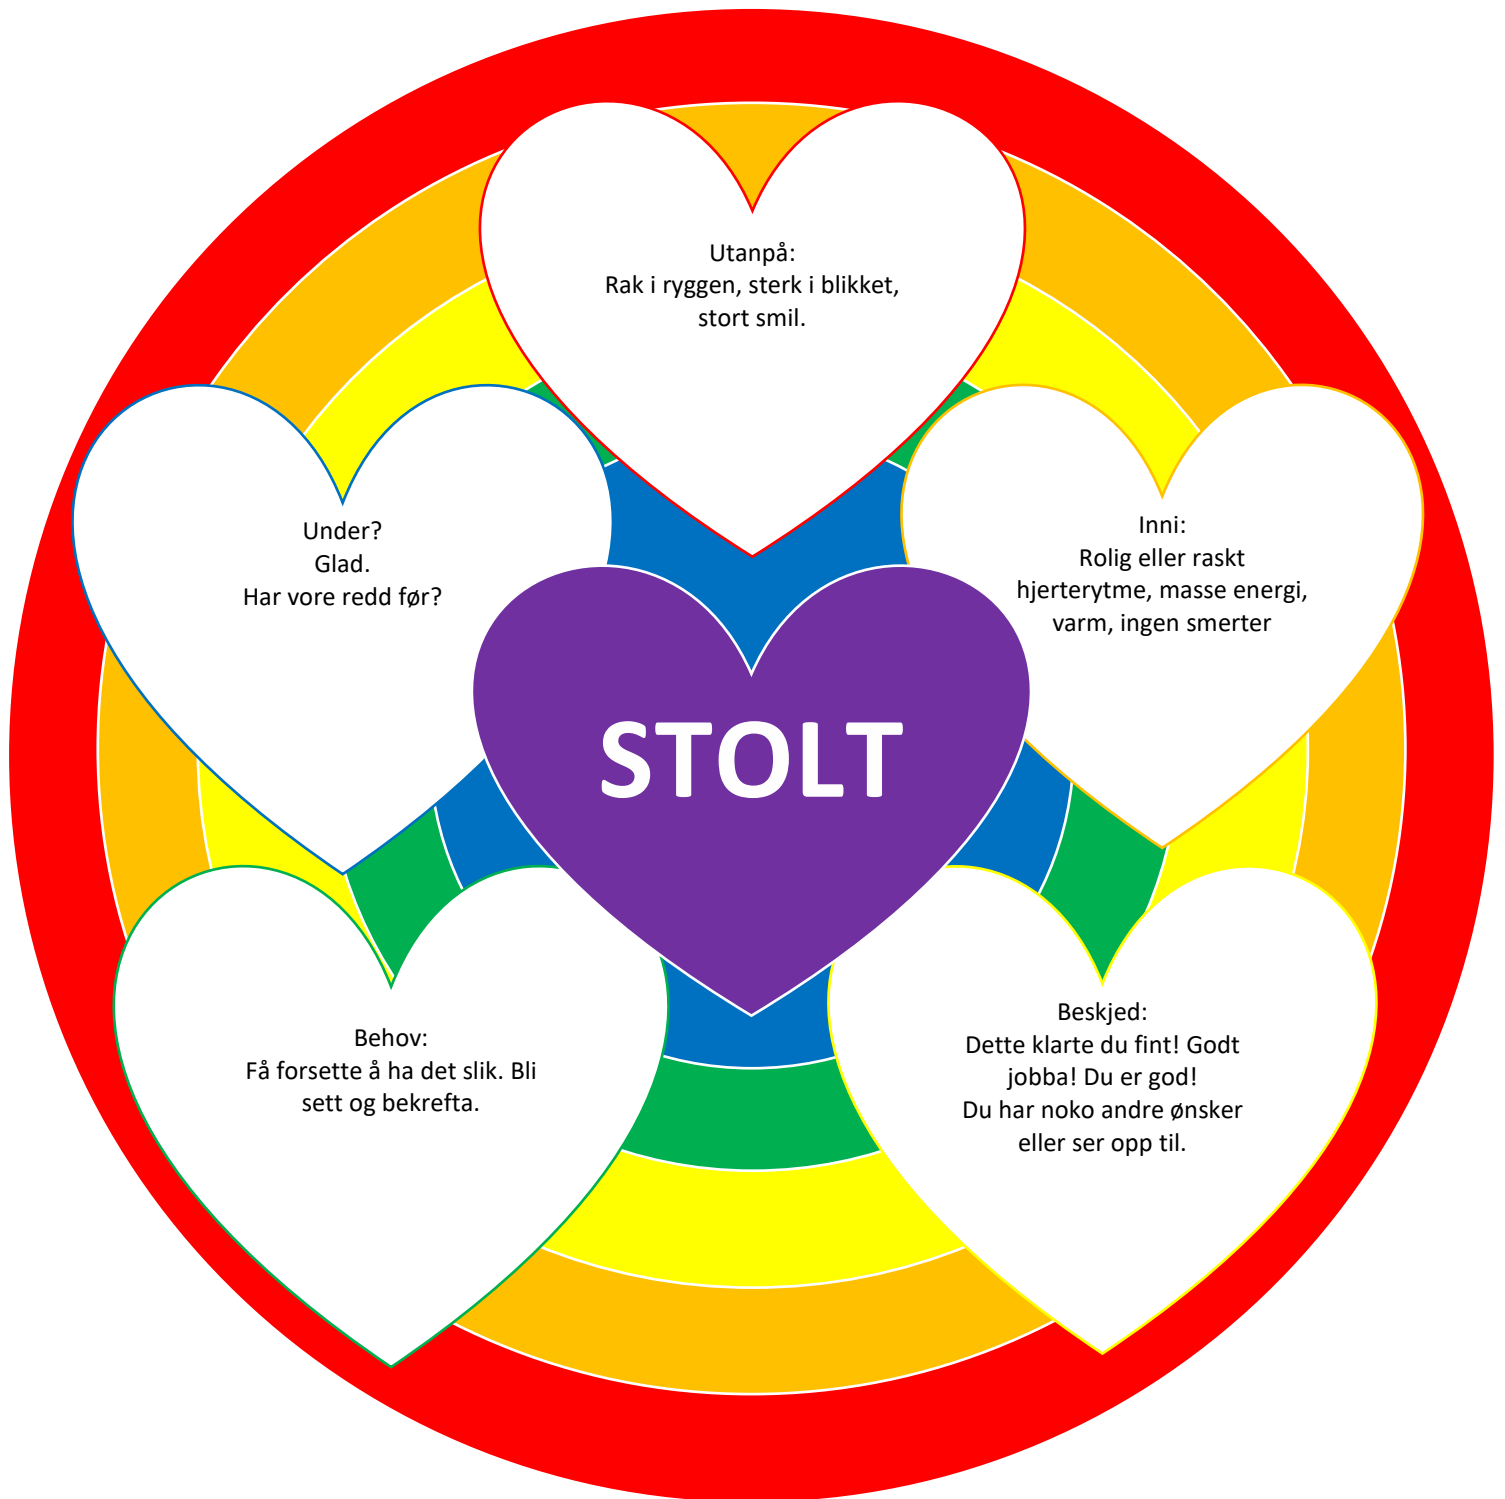 Utanpå:
Rak i ryggen, sterk i blikket,
stort smil.
Under?
Glad.
Har vore redd før?
Inni:
Rolig eller raskt
hjerterytme, masse energi,
varm, ingen smerter
STOLT
Behov:
Få forsette å ha det slik. Bli
sett og bekrefta.
Beskjed:
Dette klarte du fint! Godt
jobba! Du er god!
Du har noko andre ønsker
eller ser opp til.